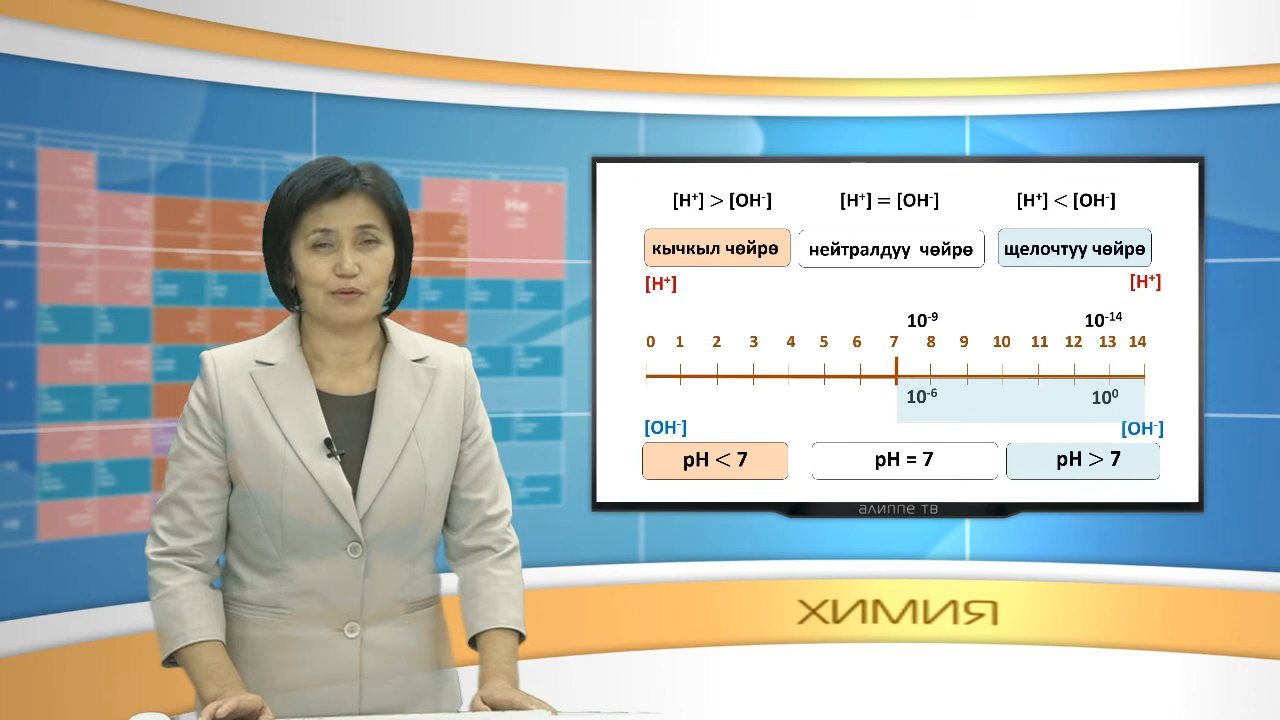 [H⁺] > [OH⁻] [H⁺] = [OH⁻] [H⁺] < [OH⁻]
кычкыл чөйрө нейтралдуу чөйрө щелочтуу чөйрө
[H⁺] [H⁺]
10⁻⁹ 10⁻¹⁴
0 1 2 3 4 5 6 7 8 9 10 11 12 13 14
10⁻⁶ 10⁰
[OH⁻] [OH⁻]
pH < 7 pH = 7 pH > 7
алиппе тв
ХИМИЯ
He